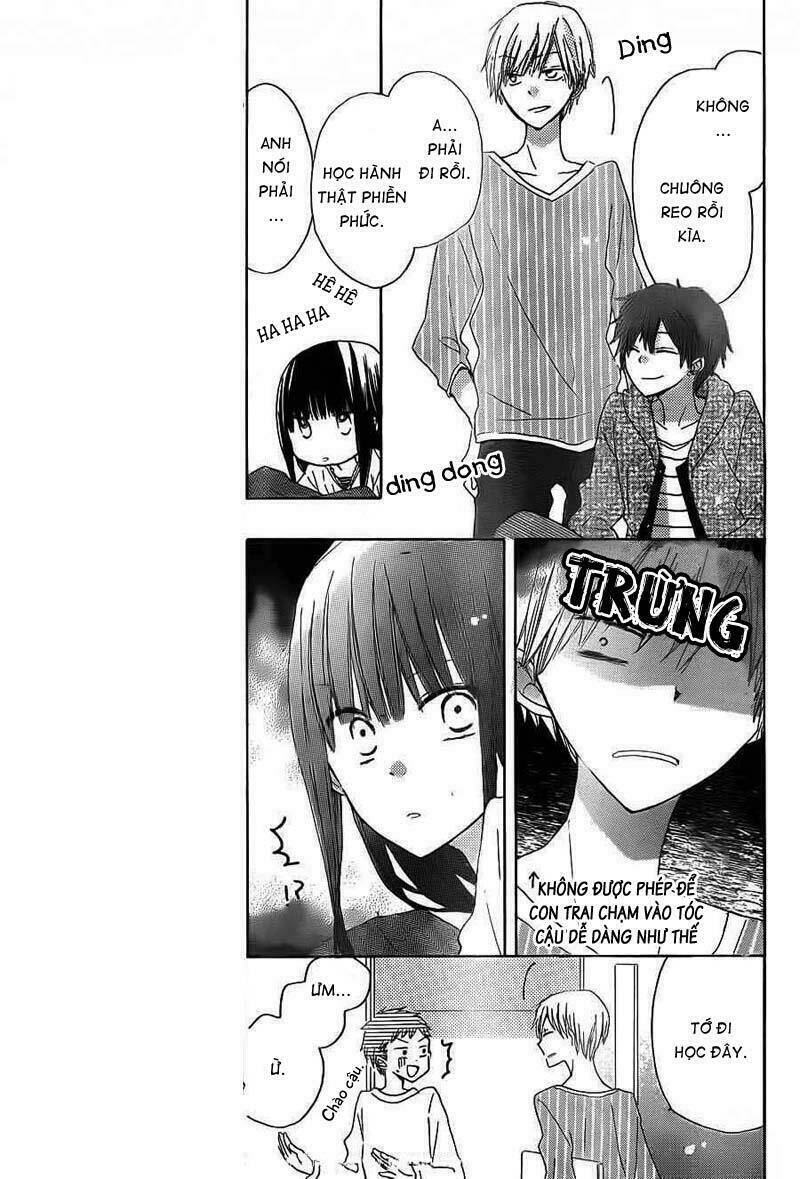 Ding
KHÔNG
...
CHUÔNG
REO RỒI
KÌA.
A...
PHẢI
ĐI RỒI.
HỌC HÀNH
THẬT PHIỀN
PHỨC.
ding dong
ANH
NÓI
PHẢI
...
HÊ HÊ
HA HA HA
TRỪNG
KHÔNG ĐƯỢC PHÉP ĐỂ
CON TRAI CHẠM VÀO TÓC
CẬU DỄ DÀNG NHƯ THẾ
!?
TỚ ĐI
HỌC ĐÂY.
Chào cậu.
ƯM...
Ừ.